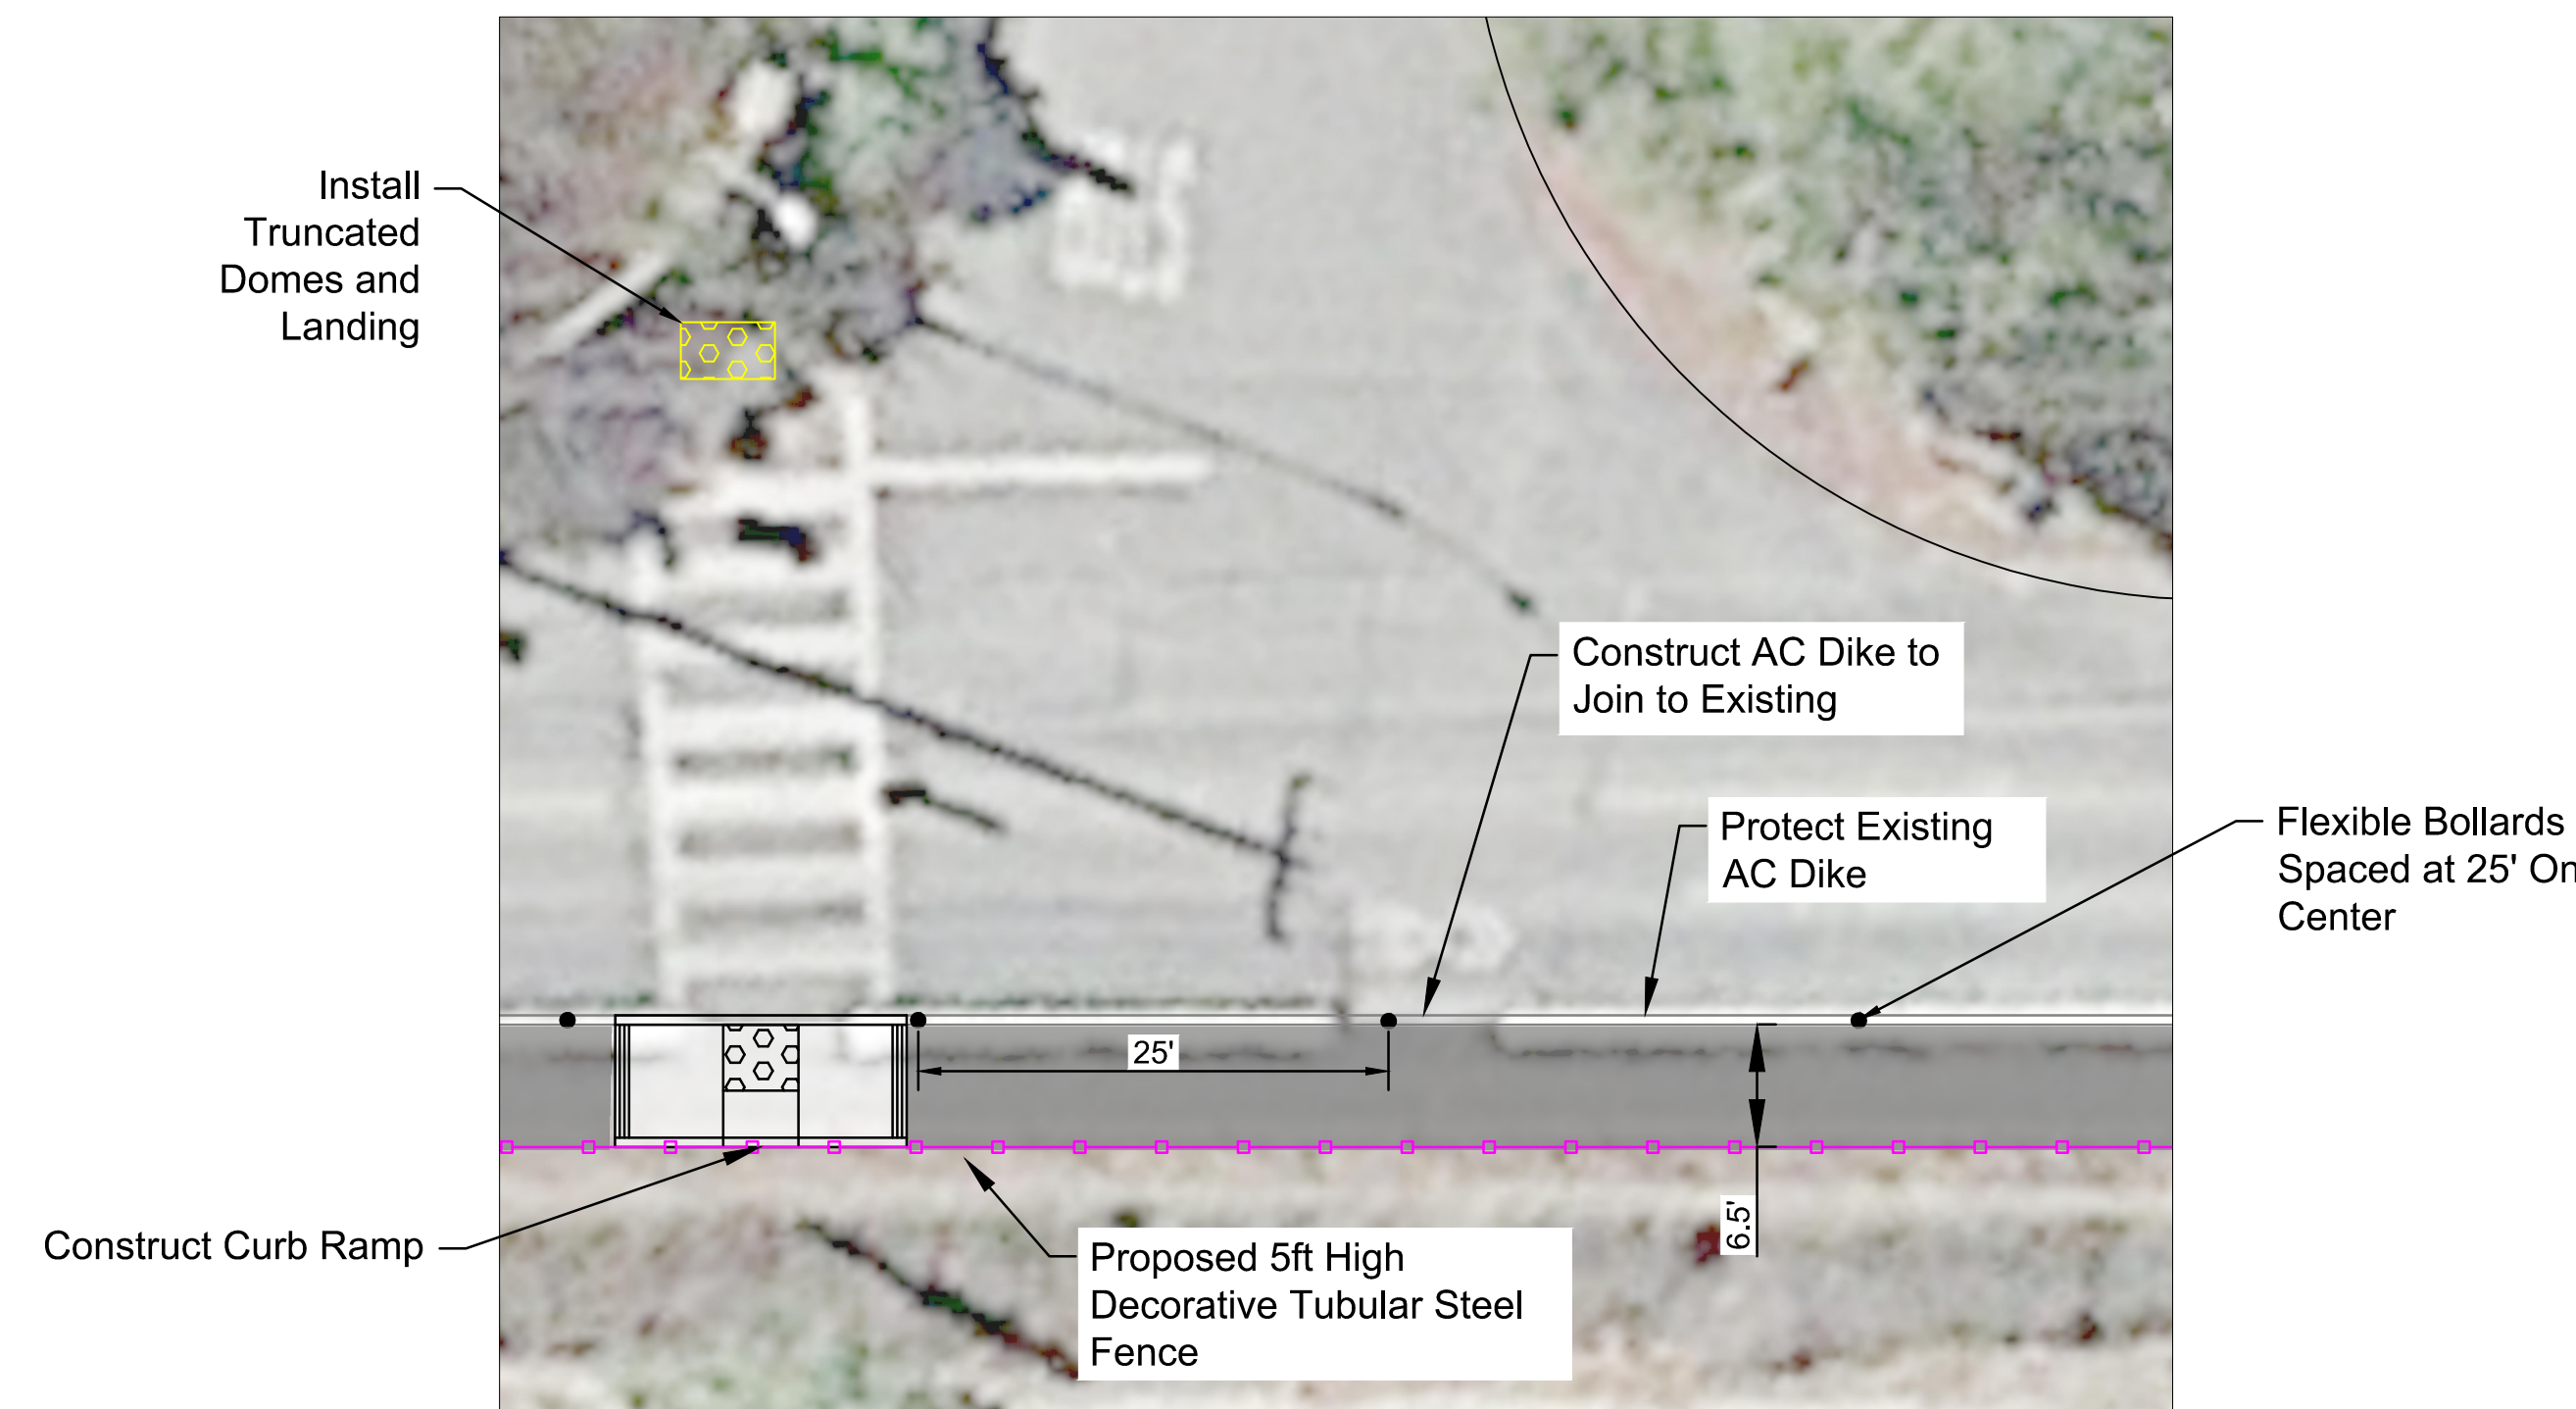 Install
Truncated
Domes and
Landing
Construct AC Dike to
Join to Existing
Protect Existing
AC Dike
Flexible Bollards
Spaced at 25' On
Center
25'
6.5'
Construct Curb Ramp
Proposed 5ft High
Decorative Tubular Steel
Fence